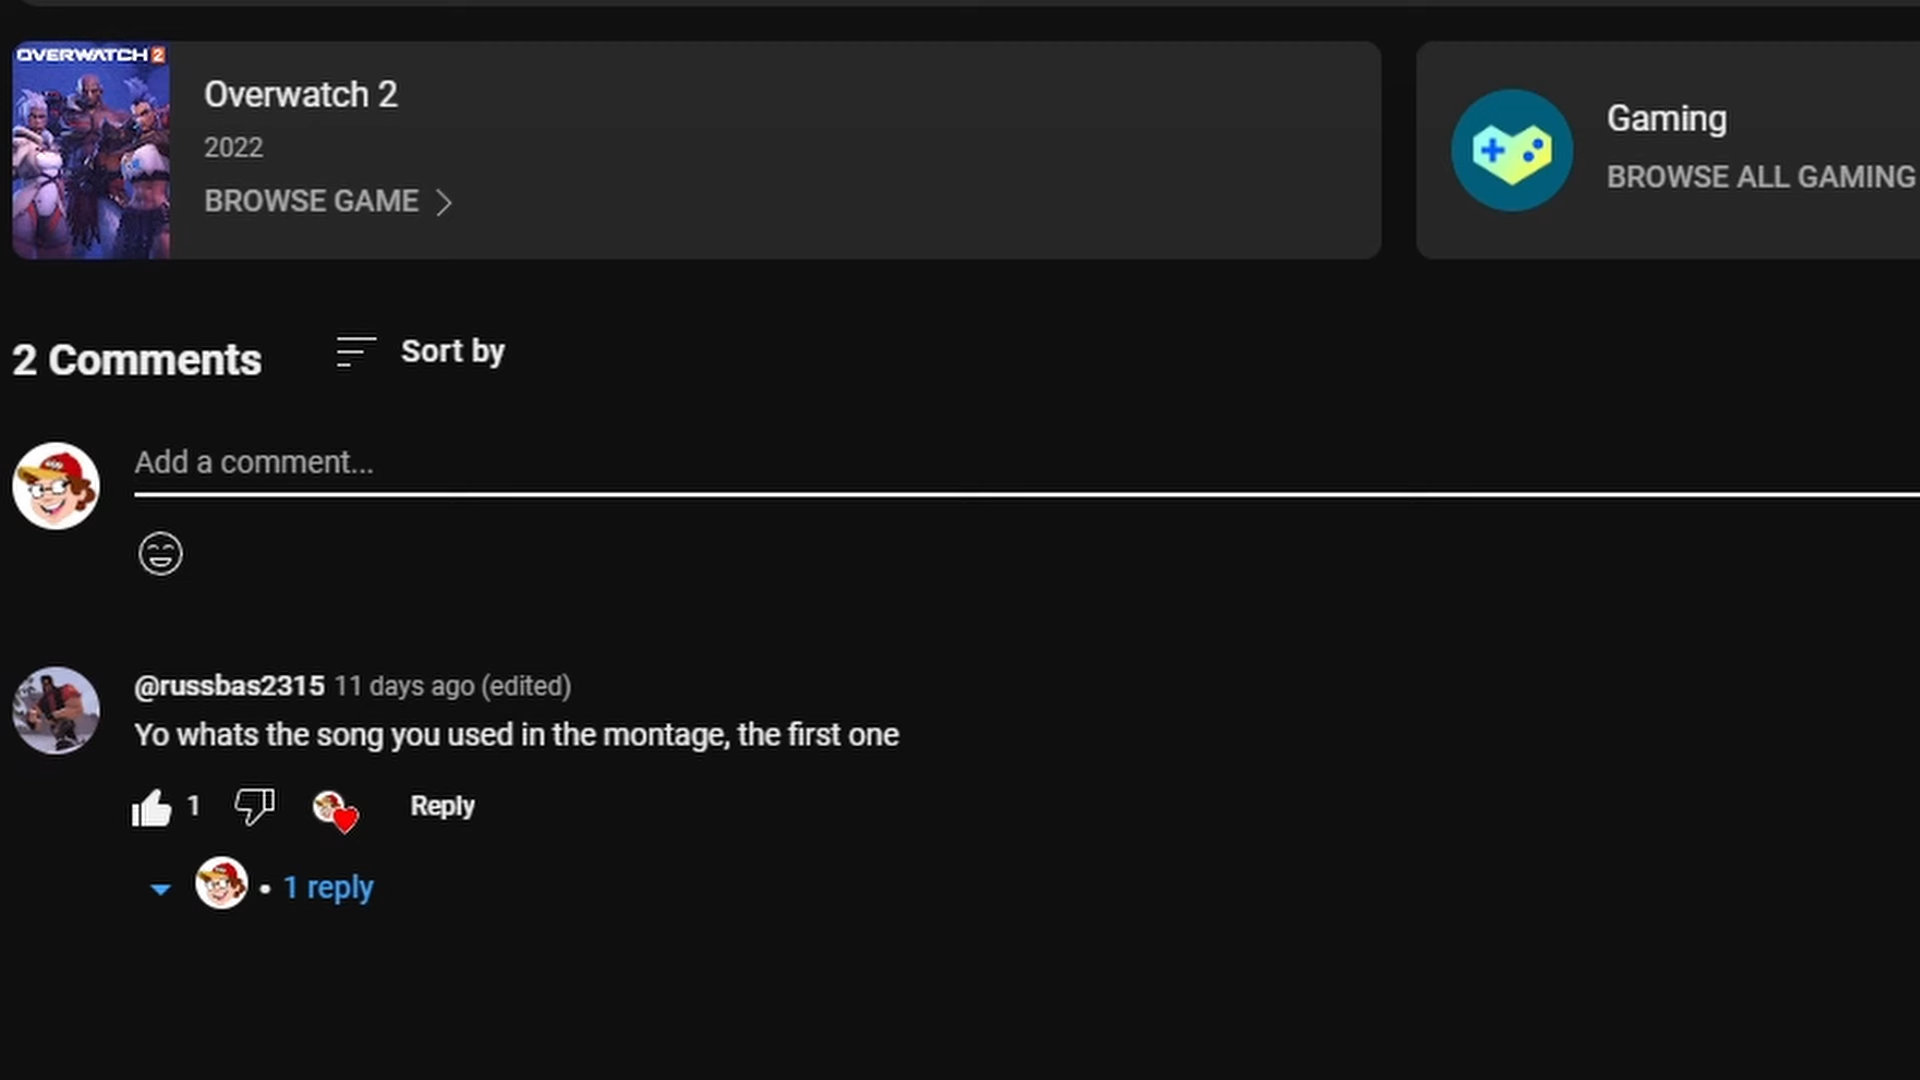 OVERWATCH 2
Overwatch 2
2022
BROWSE GAME
Gaming
BROWSE ALL GAMING
2 Comments
Sort by
Add a comment...
@russbas2315 11 days ago (edited)
Yo whats the song you used in the montage, the first one
1
Reply
• 1 reply